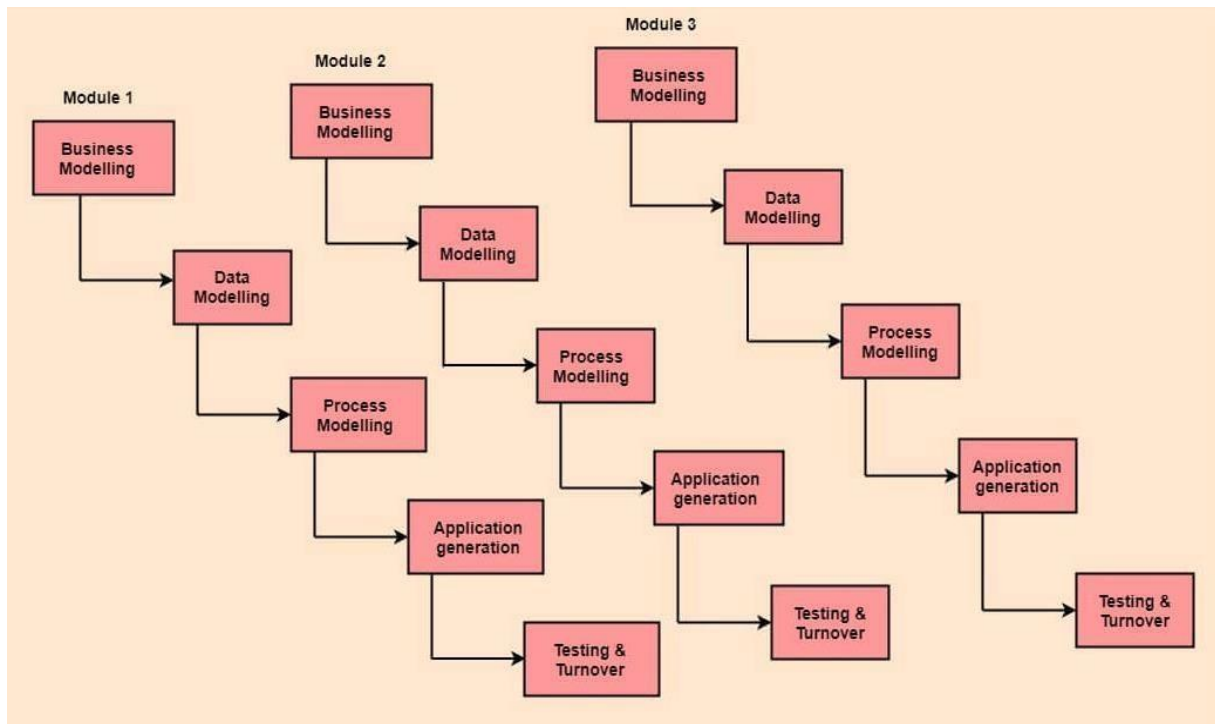 Module 1
Business
Modelling
Data
Modelling
Process
Modelling
Application
generation
Testing &
Turnover
Module 2
Business
Modelling
Data
Modelling
Process
Modelling
Application
generation
Testing &
Turnover
Module 3
Business
Modelling
Data
Modelling
Process
Modelling
Application
generation
Testing &
Turnover